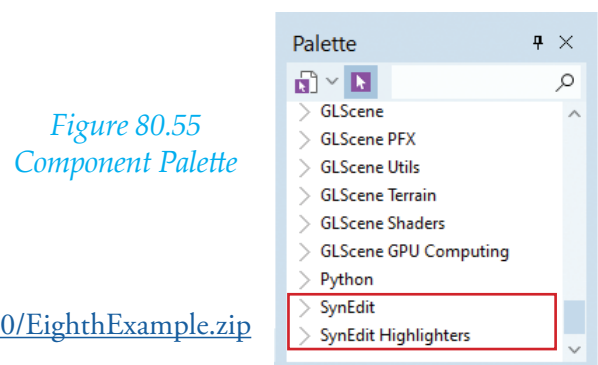 Figure 80.55
Component Palette
0/EighthExample.zip
Palette
GLScene
GLScene PFX
GLScene Utils
GLScene Terrain
GLScene Shaders
GLScene GPU Computing
Python
SynEdit
SynEdit Highlighters